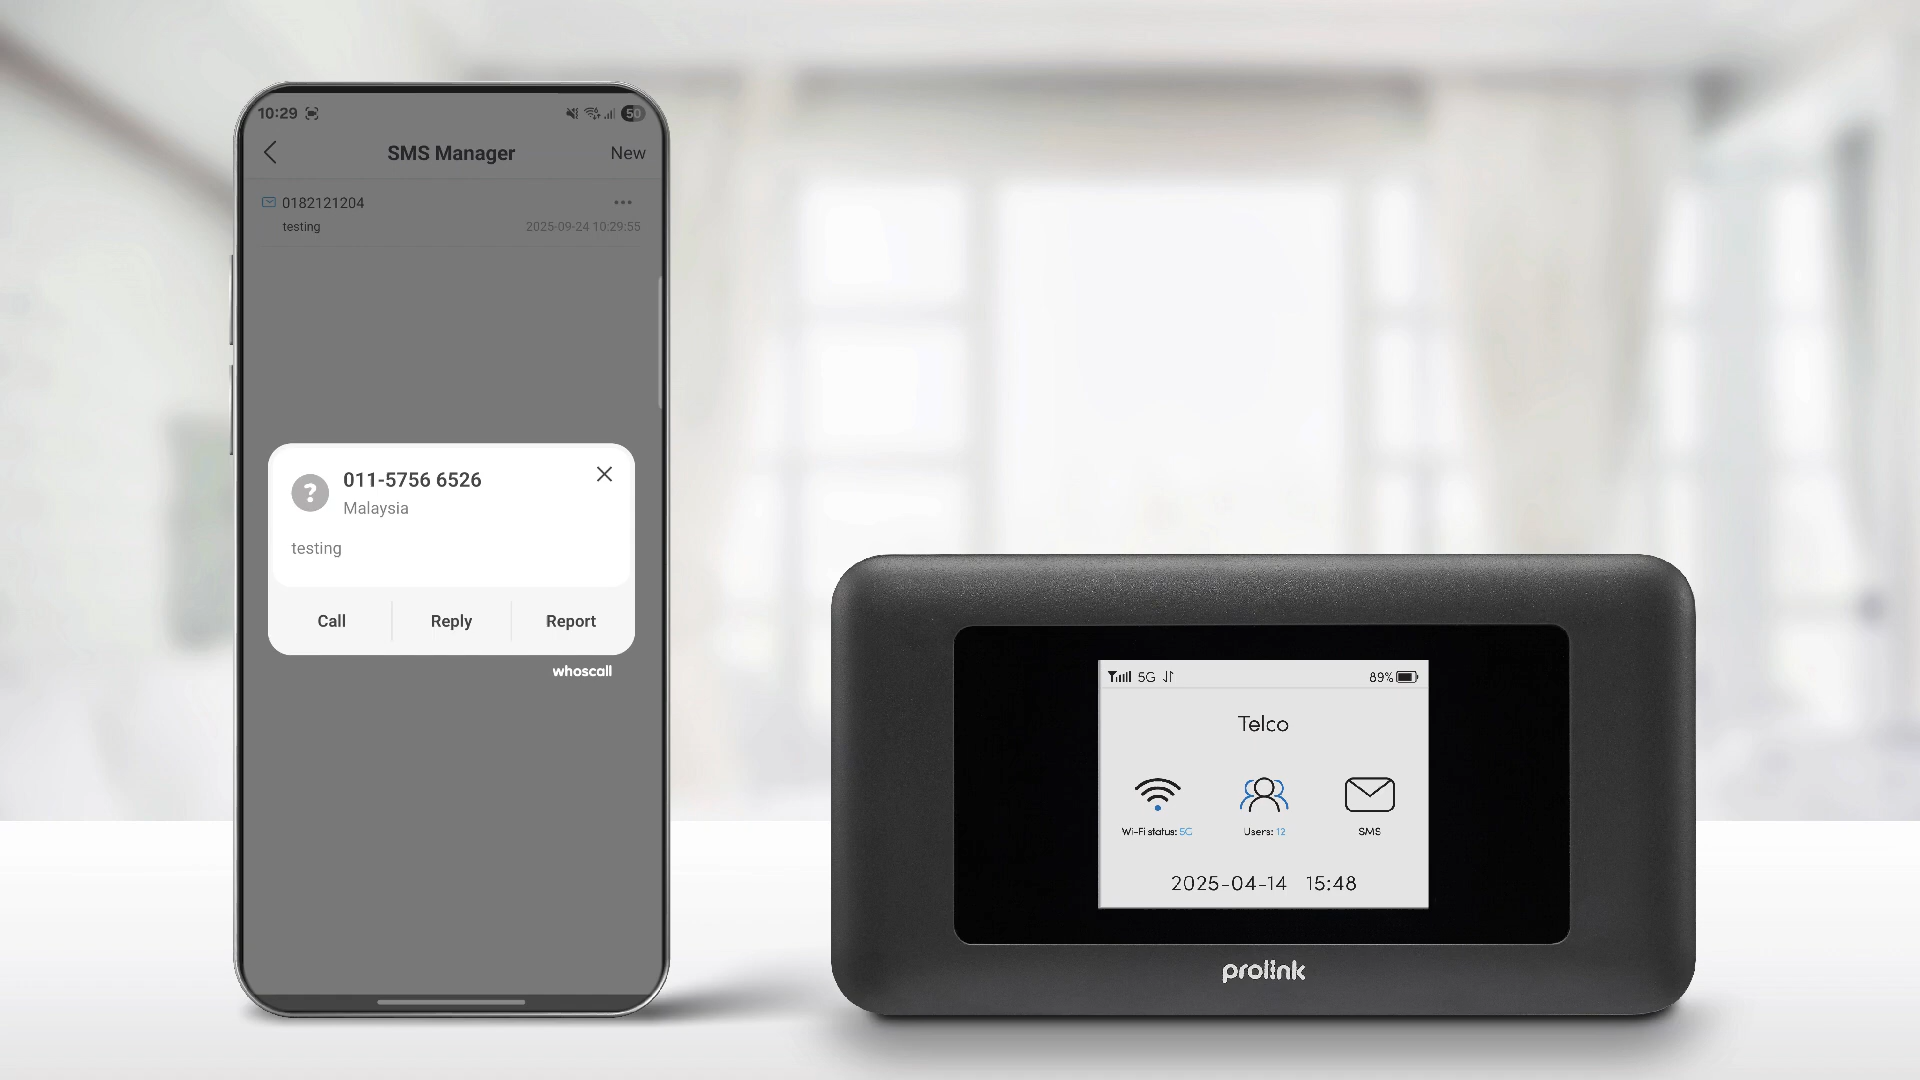 10:29
50
SMS Manager
New
0182121204
testing
2025-09-24 10:29:55
011-5756 6526
Malaysia
testing
Call
Reply
Report
whoscall
5G
89%
Telco
Wi-Fi status: 5G
Users: 12
SMS
2025-04-14 15:48
prolink